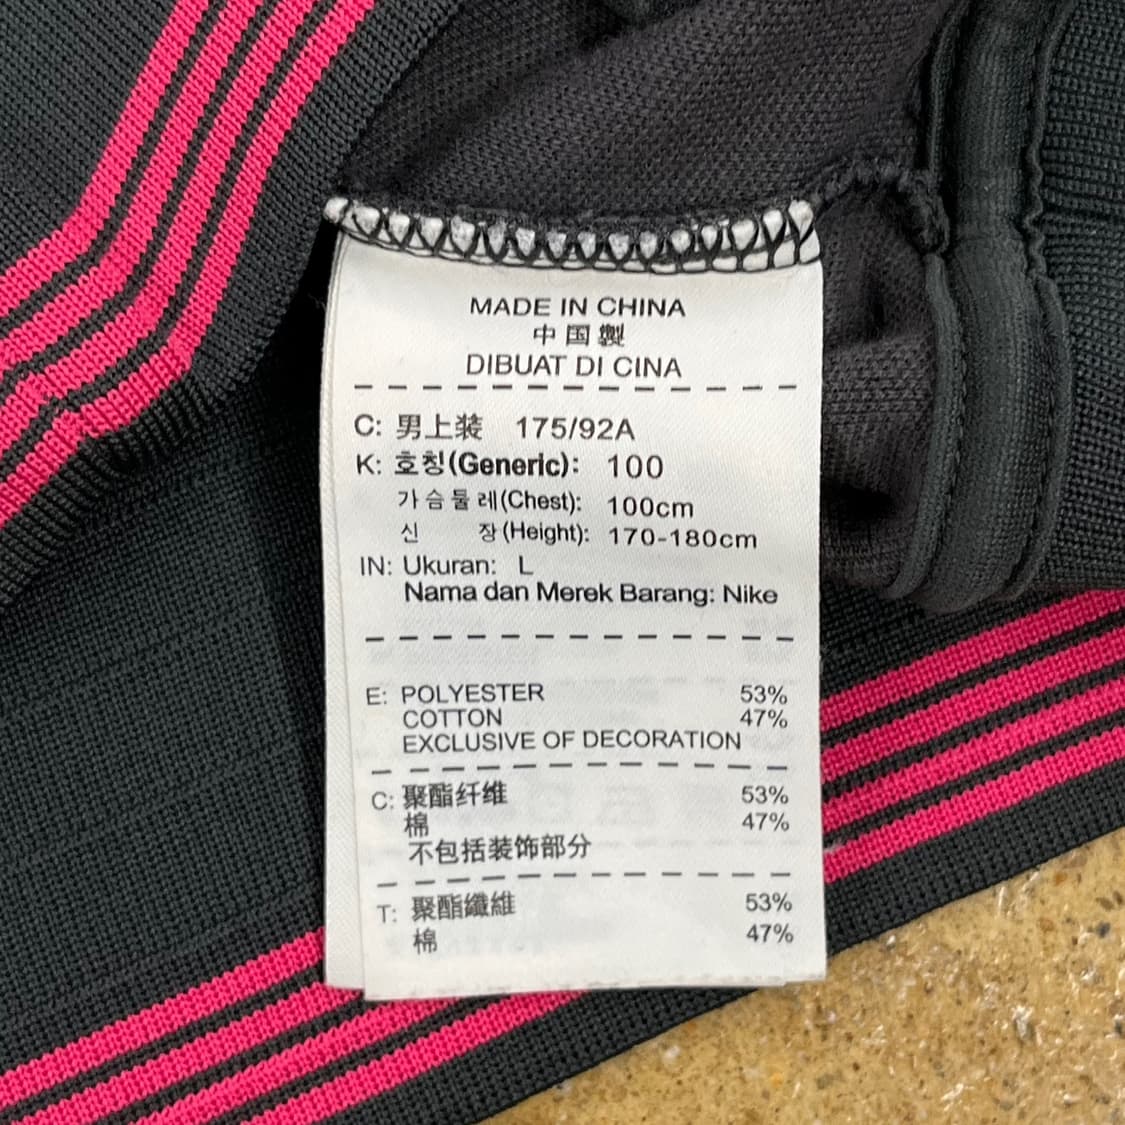 MADE IN CHINA
中国製
DIBUAT DI CINA
C: 男上装 175/92A
K: 호칭(Generic): 100
가슴둘레(Chest): 100cm
신 장(Height): 170-180cm
IN: Ukuran: L
Nama dan Merek Barang: Nike
E: POLYESTER 53%
COTTON 47%
EXCLUSIVE OF DECORATION
C: 聚酯纤维 53%
棉 47%
不包括装饰部分
T: 聚酯纖維 53%
棉 47%